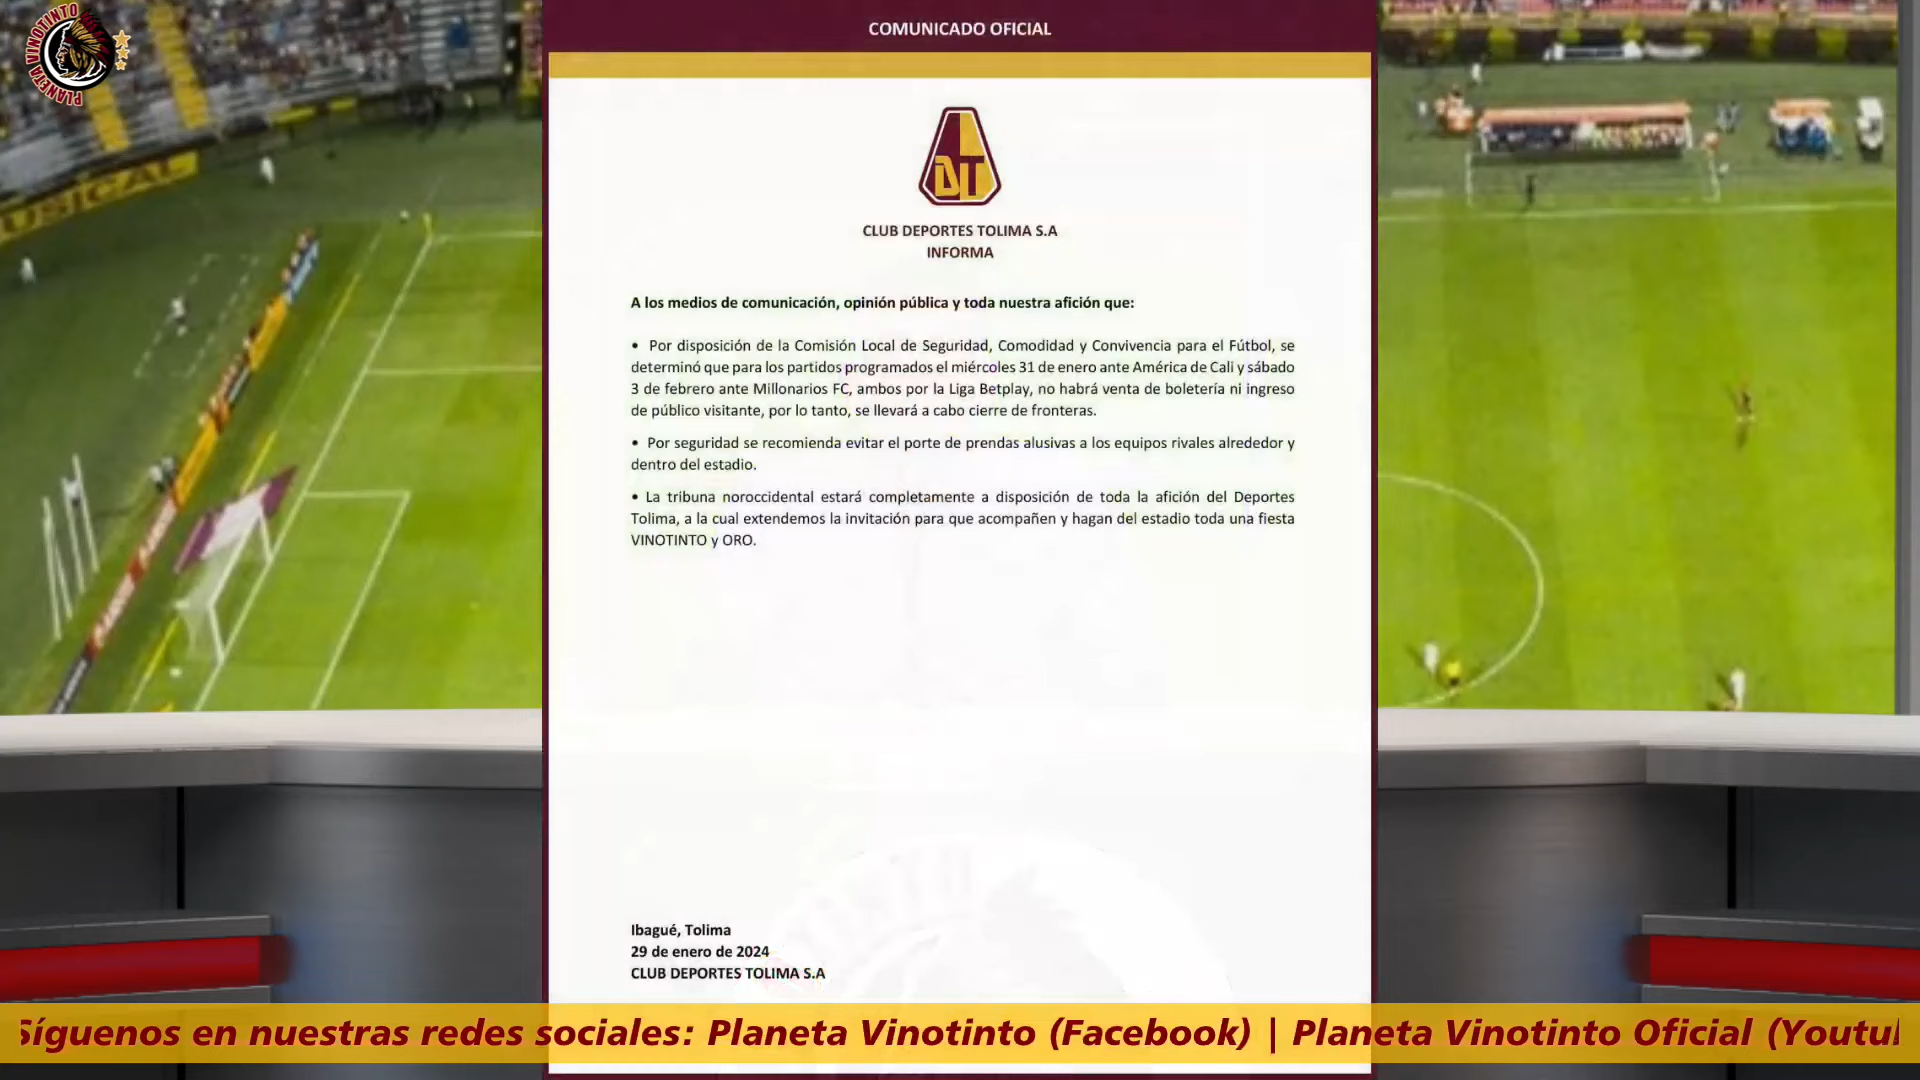 COMUNICADO OFICIAL
PLANETA VINOTINTO
USICAL
DT
CLUB DEPORTES TOLIMA S.A
INFORMA
A los medios de comunicación, opinión pública y toda nuestra afición que:
• Por disposición de la Comisión Local de Seguridad, Comodidad y Convivencia para el Fútbol, se
determinó que para los partidos programados el miércoles 31 de enero ante América de Cali y sábado
3 de febrero ante Millonarios FC, ambos por la Liga Betplay, no habrá venta de boletería ni ingreso
de público visitante, por lo tanto, se llevará a cabo cierre de fronteras.
• Por seguridad se recomienda evitar el porte de prendas alusivas a los equipos rivales alrededor y
dentro del estadio.
• La tribuna noroccidental estará completamente a disposición de toda la afición del Deportes
Tolima, a la cual extendemos la invitación para que acompañen y hagan del estadio toda una fiesta
VINOTINTO y ORO.
Ibagué, Tolima
29 de enero de 2024
CLUB DEPORTES TOLIMA S.A
Síguenos en nuestras redes sociales: Planeta Vinotinto (Facebook) | Planeta Vinotinto Oficial (Youtu